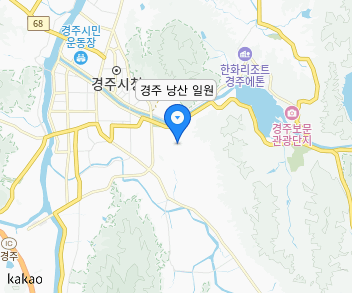 68
경주시민
운동장
한화리조트
경주에톤
경주시청
경주 낭산 일원
경주보문
관광단지
IC
경주
kakao